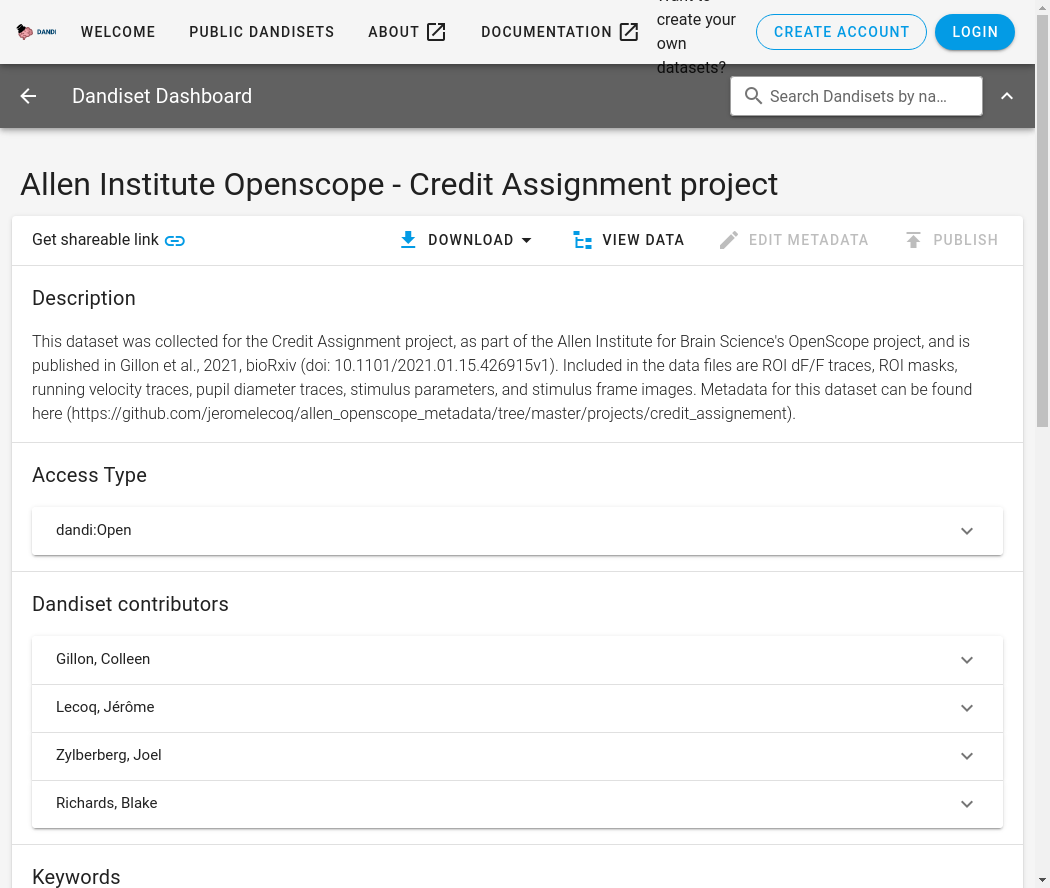 DANDI
WELCOME
PUBLIC DANDISETS
ABOUT
DOCUMENTATION
Want to
create your
own
datasets?
CREATE ACCOUNT
LOGIN
Dandiset Dashboard
Search Dandisets by na…
Allen Institute Openscope - Credit Assignment project
Get shareable link
DOWNLOAD
VIEW DATA
EDIT METADATA
PUBLISH
Description
This dataset was collected for the Credit Assignment project, as part of the Allen Institute for Brain Science's OpenScope project, and is
published in Gillon et al., 2021, bioRxiv (doi: 10.1101/2021.01.15.426915v1). Included in the data files are ROI dF/F traces, ROI masks,
running velocity traces, pupil diameter traces, stimulus parameters, and stimulus frame images. Metadata for this dataset can be found
here (https://github.com/jeromelecoq/allen_openscope_metadata/tree/master/projects/credit_assignement).
Access Type
dandi:Open
Dandiset contributors
Gillon, Colleen
Lecoq, Jérôme
Zylberberg, Joel
Richards, Blake
Keywords